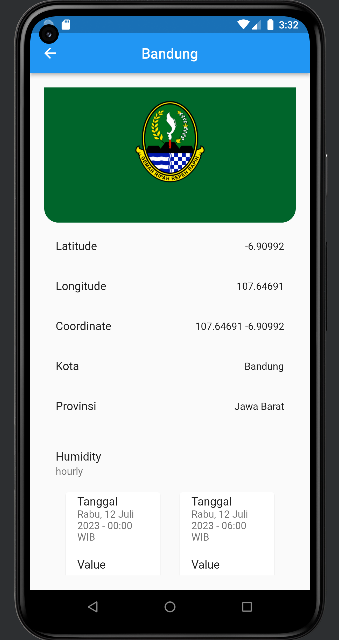 3:32
Bandung
Latitude -6.90992
Longitude 107.64691
Coordinate 107.64691 -6.90992
Kota Bandung
Provinsi Jawa Barat
Humidity
hourly
Tanggal
Rabu, 12 Juli
2023 - 00:00
WIB
Value
Tanggal
Rabu, 12 Juli
2023 - 06:00
WIB
Value